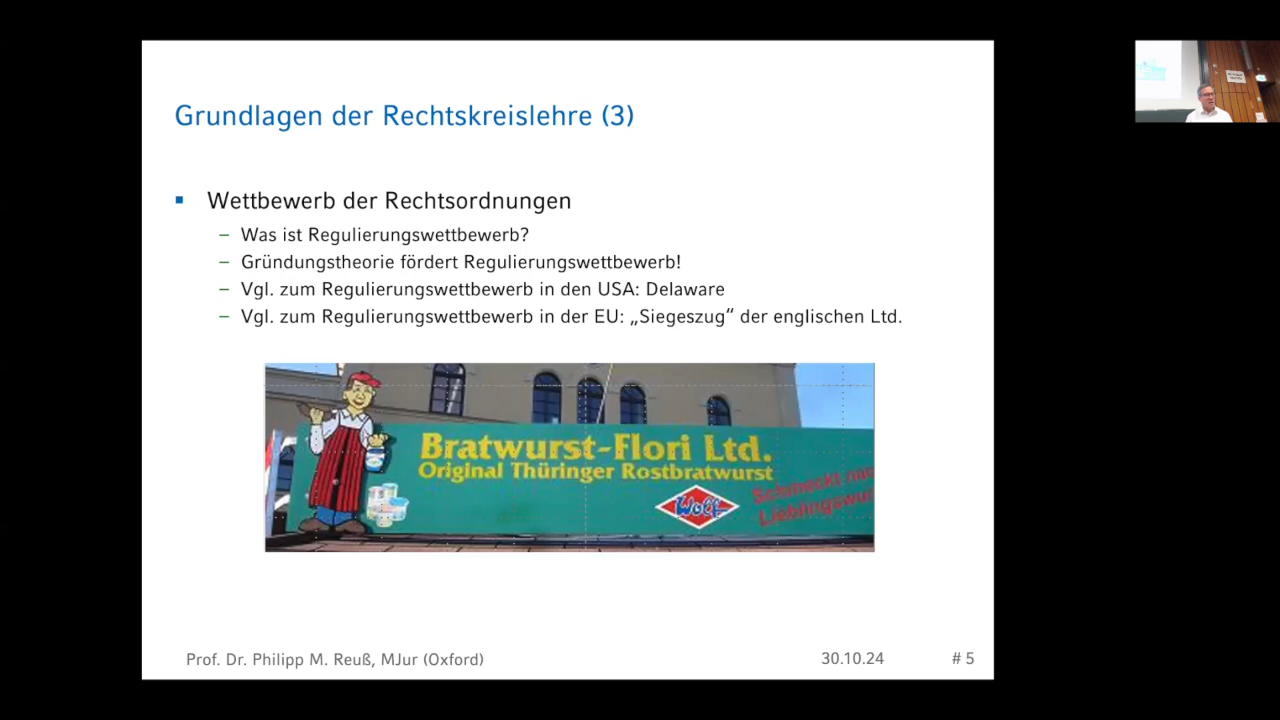 Grundlagen der Rechtskreislehre (3)
Wettbewerb der Rechtsordnungen
– Was ist Regulierungswettbewerb?
– Gründungstheorie fördert Regulierungswettbewerb!
– Vgl. zum Regulierungswettbewerb in den USA: Delaware
– Vgl. zum Regulierungswettbewerb in der EU: „Siegeszug“ der englischen Ltd.
Bratwurst-Flori Ltd.
Original Thüringer Rostbratwurst
Wolf
Prof. Dr. Philipp M. Reuß, MJur (Oxford)
30.10.24
# 5